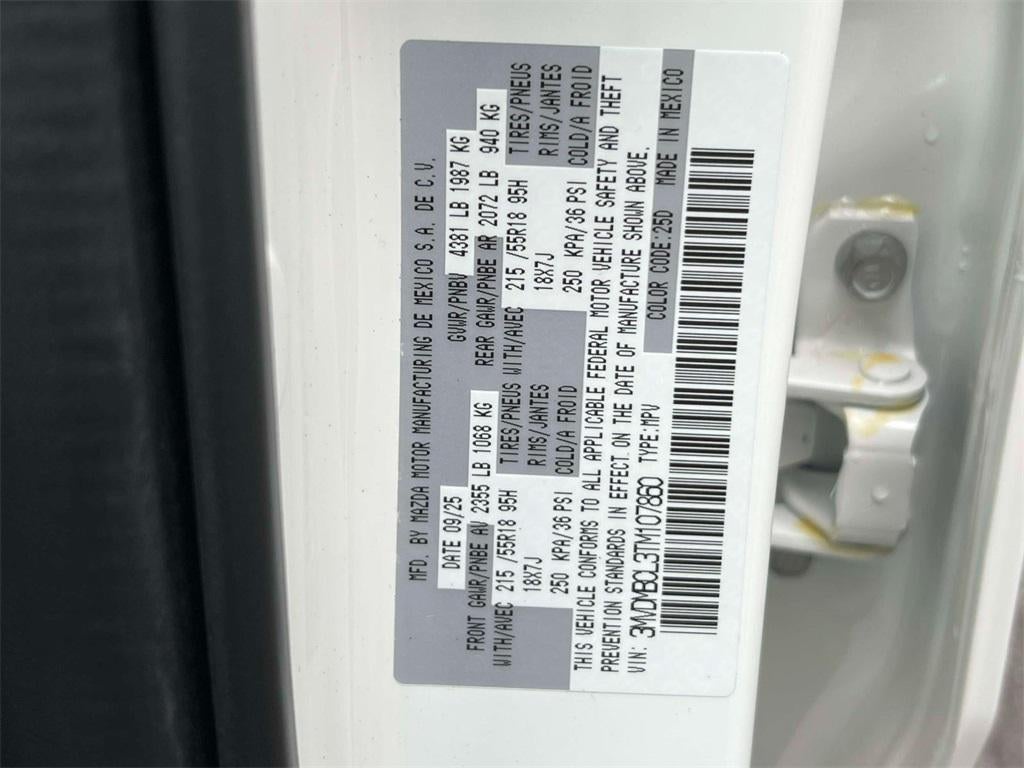 MFD. BY MAZDA MOTOR MANUFACTURING DE MEXICO S.A. DE C.V.
DATE 09/25 GVWR/PNBV 4381 LB 1987 KG
FRONT GAWR/PNBE AV 2355 LB 1068 KG REAR GAWR/PNBE AR 2072 LB 940 KG
WITH/AVEC 215 /55R18 95H TIRES/PNEUS WITH/AVEC 215 /55R18 95H TIRES/PNEUS
18X7J RIMS/JANTES 18X7J RIMS/JANTES
250 KPA/36 PSI COLD/A FROID 250 KPA/36 PSI COLD/A FROID
THIS VEHICLE CONFORMS TO ALL APPLICABLE FEDERAL MOTOR VEHICLE SAFETY AND THEFT
PREVENTION STANDARDS IN EFFECT. ON THE DATE OF MANUFACTURE SHOWN ABOVE.
VIN: 3MVDMBCL3TM107860 TYPE:MPV COLOR CODE:25D MADE IN MEXICO